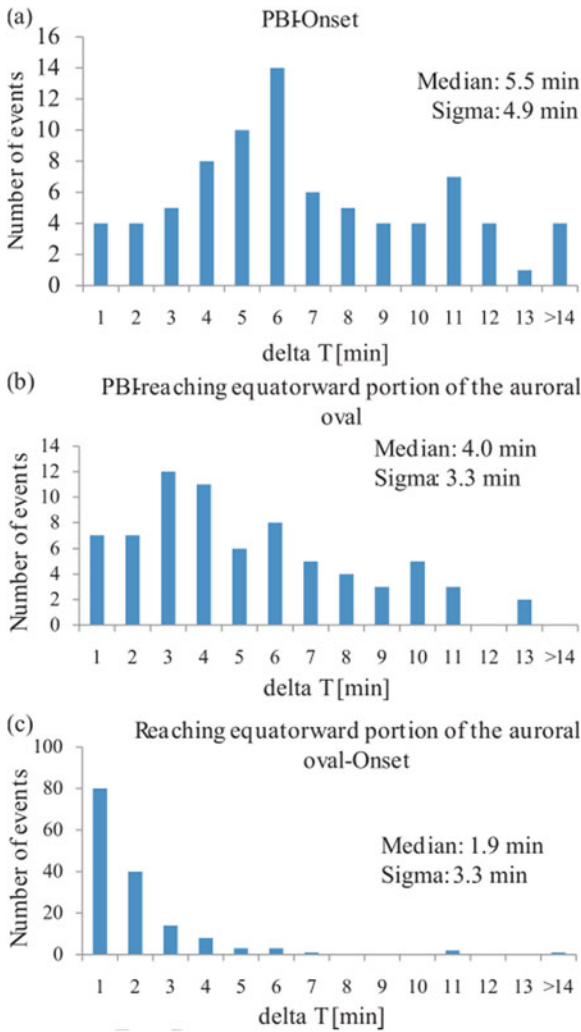 (a)
PBI-Onset
16
14
12
10
8
6
4
2
0
Number of events
Median: 5.5 min
Sigma: 4.9 min
1 2 3 4 5 6 7 8 9 10 11 12 13 >14
delta T [min]
(b)
PBI-reaching equatorward portion of the auroral
oval
14
12
10
8
6
4
2
0
Number of events
Median: 4.0 min
Sigma: 3.3 min
1 2 3 4 5 6 7 8 9 10 11 12 13 >14
delta T [min]
(c)
Reaching equatorward portion of the auroral
oval-Onset
100
80
60
40
20
0
Number of events
Median: 1.9 min
Sigma: 3.3 min
1 2 3 4 5 6 7 8 9 10 11 12 13 >14
delta T [min]